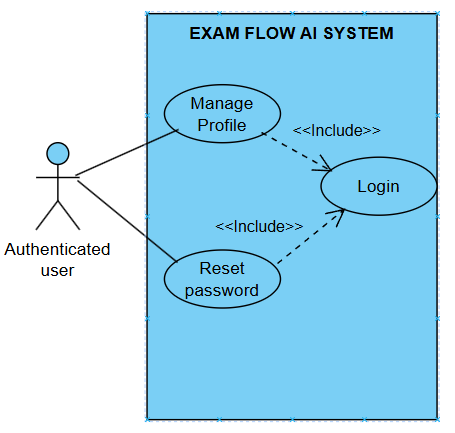 EXAM FLOW AI SYSTEM
Manage
Profile
<<Include>>
Login
<<Include>>
Authenticated
user
Reset
password